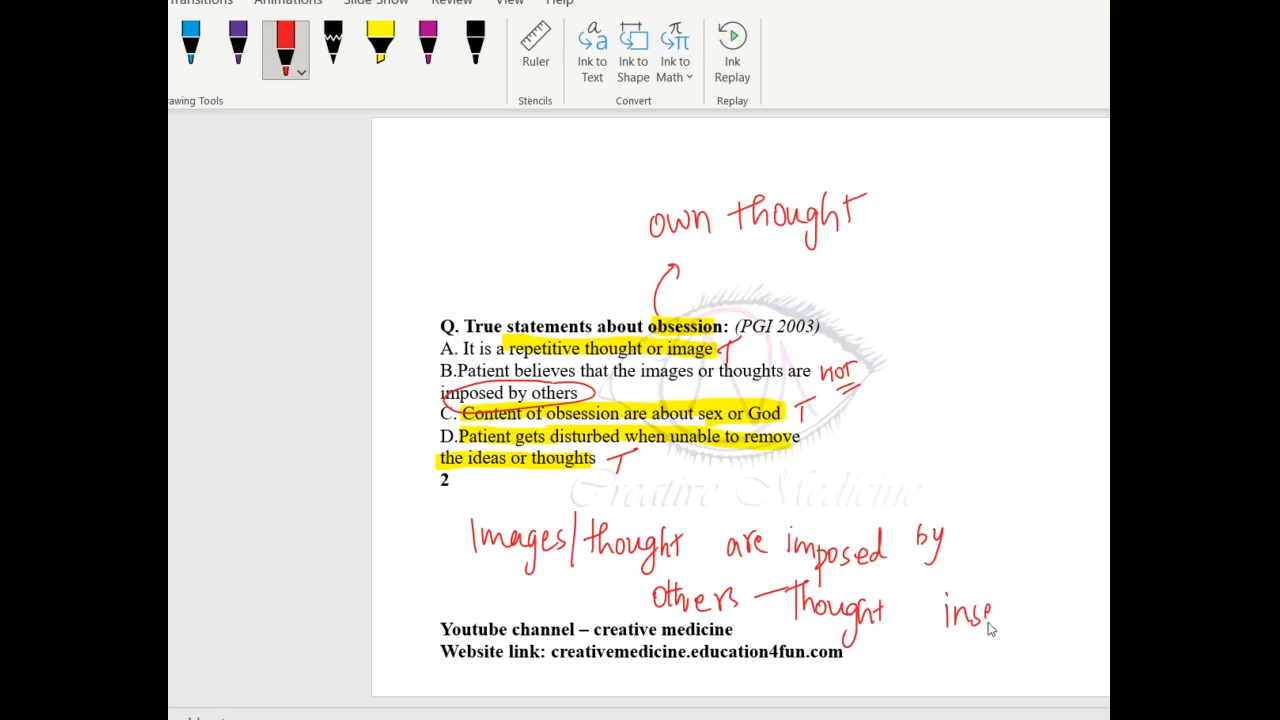 Transitions Animations Slide Show Review View Help
Ruler
Ink to Text
Ink to Shape
Ink to Math
Ink Replay
rawing Tools
Stencils
Convert
Replay
own thought
Q. True statements about obsession: (PGI 2003)
A. It is a repetitive thought or image T
B.Patient believes that the images or thoughts are not
imposed by others
C. Content of obsession are about sex or God T
D.Patient gets disturbed when unable to remove
the ideas or thoughts T
2
Creative Medicine
Images/thought are imposed by
others - Thought inse
Youtube channel – creative medicine
Website link: creativemedicine.education4fun.com